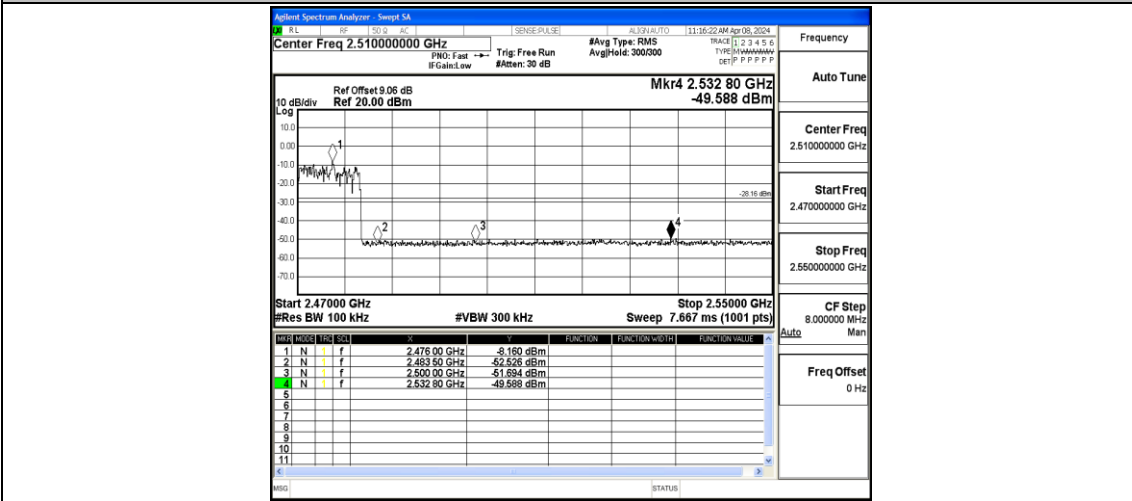 Agilent Spectrum Analyzer - Swept SA
RL RF 50 Ω AC SENSE:PULSE ALIGN AUTO 11:16:22 AM Apr 08, 2024
Center Freq 2.510000000 GHz #Avg Type: RMS TRACE 1 2 3 4 5 6
PNO: Fast Trig: Free Run Avg|Hold: 300/300 TYPE M
IFGain:Low #Atten: 30 dB DET P P P P P P
Mkr4 2.532 80 GHz
Ref Offset 9.06 dB
10 dB/div Ref 20.00 dBm -49.588 dBm
Log
10.0
0.00
-10.0
-20.0
-30.0
-40.0
-50.0
-60.0
-70.0
1
2
3
4
-28.16 dBm
Start 2.47000 GHz Stop 2.55000 GHz
#Res BW 100 kHz #VBW 300 kHz Sweep 7.667 ms (1001 pts)
MKR MODE TRC SCL X Y FUNCTION FUNCTION WIDTH FUNCTION VALUE
1 N 1 f 2.476 00 GHz -8.160 dBm
2 N 1 f 2.483 50 GHz -52.526 dBm
3 N 1 f 2.500 00 GHz -51.694 dBm
4 N 1 f 2.532 80 GHz -49.588 dBm
5
6
7
8
9
10
11
MSG STATUS
Frequency
Auto Tune
Center Freq
2.510000000 GHz
Start Freq
2.470000000 GHz
Stop Freq
2.550000000 GHz
CF Step
8.000000 MHz
Auto Man
Freq Offset
0 Hz